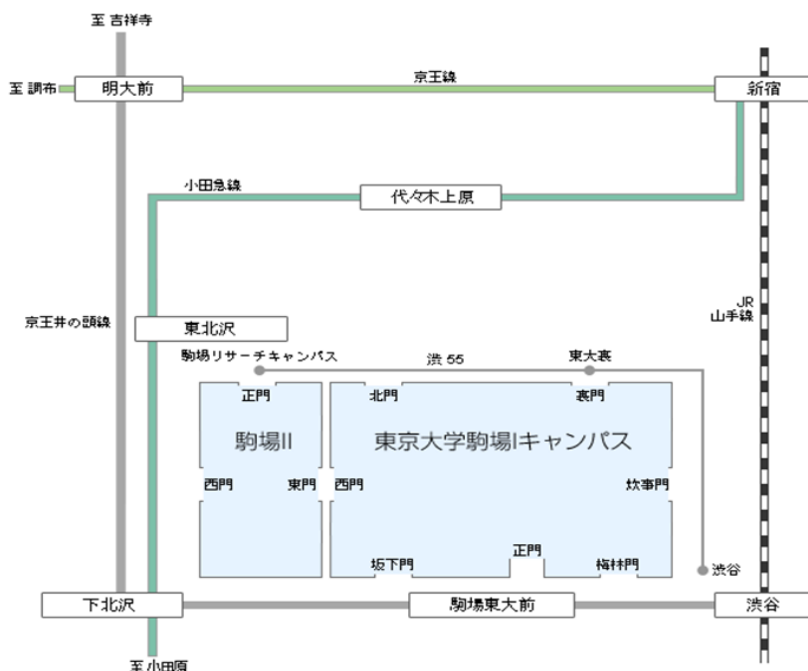 至 吉祥寺
京王線
至 調布
明大前
新宿
小田急線
代々木上原
JR
山手線
京王井の頭線
東北沢
駒場リサーチキャンパス
渋 55
東大裏
正門
北門
裏門
駒場II
東京大学駒場Iキャンパス
西門
東門
西門
炊事門
坂下門
正門
梅林門
渋谷
下北沢
駒場東大前
渋谷
至 小田原